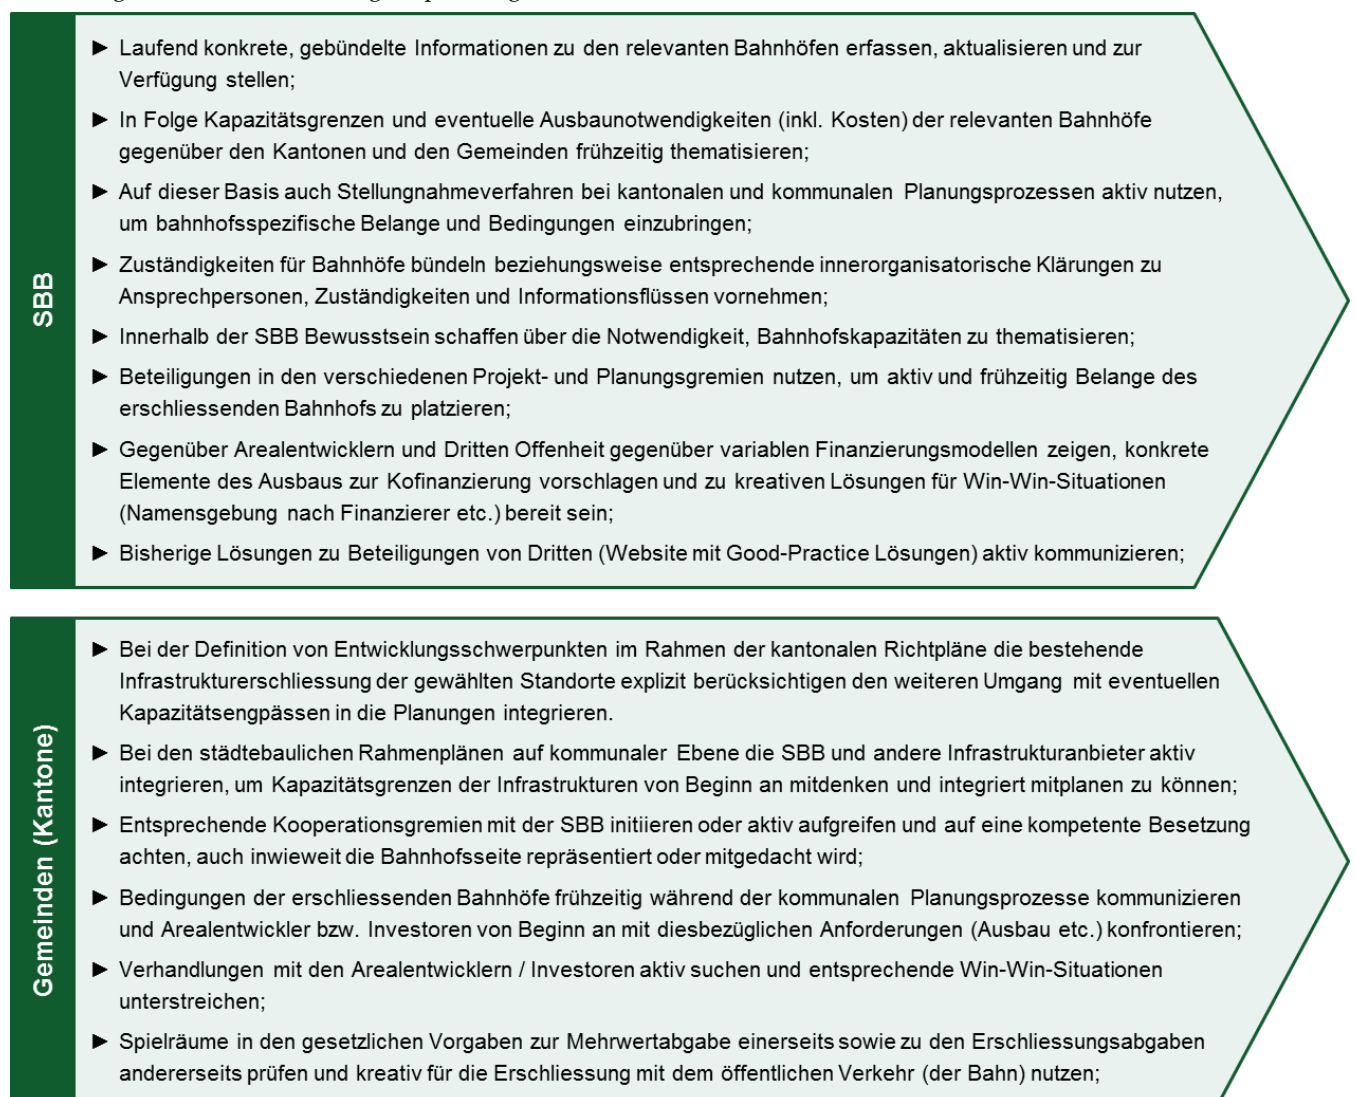 SBB
► Laufend konkrete, gebündelte Informationen zu den relevanten Bahnhöfen erfassen, aktualisieren und zur
Verfügung stellen;
► In Folge Kapazitätsgrenzen und eventuelle Ausbaunotwendigkeiten (inkl. Kosten) der relevanten Bahnhöfe
gegenüber den Kantonen und den Gemeinden frühzeitig thematisieren;
► Auf dieser Basis auch Stellungnahmeverfahren bei kantonalen und kommunalen Planungsprozessen aktiv nutzen,
um bahnhofsspezifische Belange und Bedingungen einzubringen;
► Zuständigkeiten für Bahnhöfe bündeln beziehungsweise entsprechende innerorganisatorische Klärungen zu
Ansprechpersonen, Zuständigkeiten und Informationsflüssen vornehmen;
► Innerhalb der SBB Bewusstsein schaffen über die Notwendigkeit, Bahnhofskapazitäten zu thematisieren;
► Beteiligungen in den verschiedenen Projekt- und Planungsgremien nutzen, um aktiv und frühzeitig Belange des
erschliessenden Bahnhofs zu platzieren;
► Gegenüber Arealentwicklern und Dritten Offenheit gegenüber variablen Finanzierungsmodellen zeigen, konkrete
Elemente des Ausbaus zur Kofinanzierung vorschlagen und zu kreativen Lösungen für Win-Win-Situationen
(Namensgebung nach Finanzierer etc.) bereit sein;
► Bisherige Lösungen zu Beteiligungen von Dritten (Website mit Good-Practice Lösungen) aktiv kommunizieren;
Gemeinden (Kantone)
► Bei der Definition von Entwicklungsschwerpunkten im Rahmen der kantonalen Richtpläne die bestehende
Infrastrukturerschliessung der gewählten Standorte explizit berücksichtigen den weiteren Umgang mit eventuellen
Kapazitätsengpässen in die Planungen integrieren.
► Bei den städtebaulichen Rahmenplänen auf kommunaler Ebene die SBB und andere Infrastrukturanbieter aktiv
integrieren, um Kapazitätsgrenzen der Infrastrukturen von Beginn an mitdenken und integriert mitplanen zu können;
► Entsprechende Kooperationsgremien mit der SBB initiieren oder aktiv aufgreifen und auf eine kompetente Besetzung
achten, auch inwieweit die Bahnhofsseite repräsentiert oder mitgedacht wird;
► Bedingungen der erschliessenden Bahnhöfe frühzeitig während der kommunalen Planungsprozesse kommunizieren
und Arealentwickler bzw. Investoren von Beginn an mit diesbezüglichen Anforderungen (Ausbau etc.) konfrontieren;
► Verhandlungen mit den Arealentwicklern / Investoren aktiv suchen und entsprechende Win-Win-Situationen
unterstreichen;
► Spielräume in den gesetzlichen Vorgaben zur Mehrwertabgabe einerseits sowie zu den Erschliessungsabgaben
andererseits prüfen und kreativ für die Erschliessung mit dem öffentlichen Verkehr (der Bahn) nutzen;